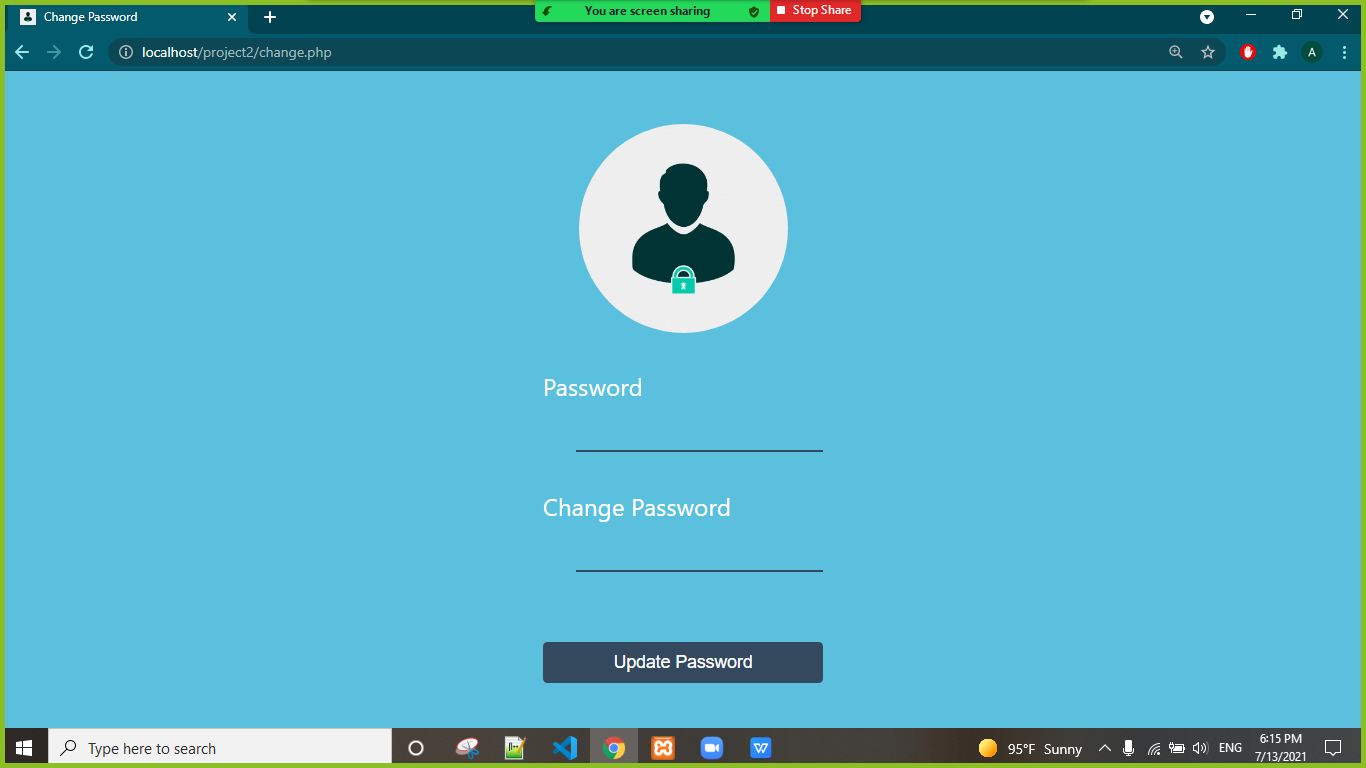 Change Password
You are screen sharing
Stop Share
localhost/project2/change.php
A
Password
Change Password
Update Password
Type here to search
95°F Sunny
ENG
6:15 PM
7/13/2021